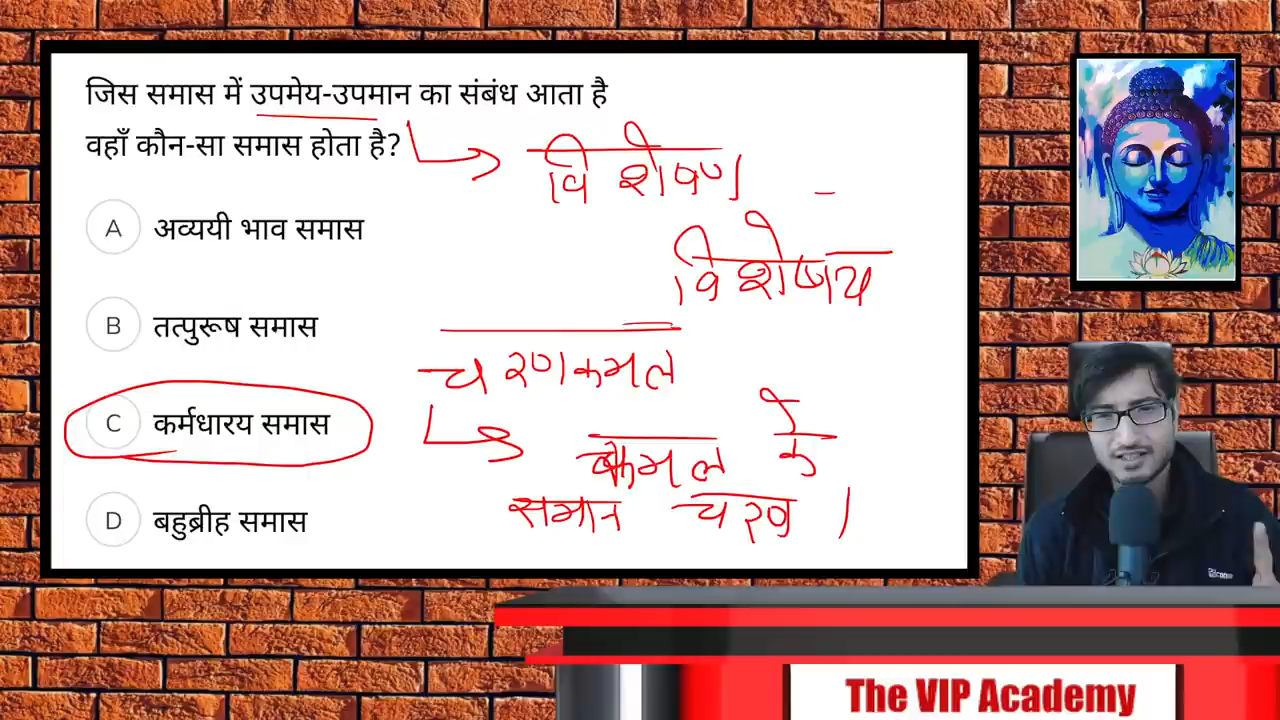 जिस समास में उपमेय-उपमान का संबंध आता है
वहाँ कौन-सा समास होता है?
विशेषण -
विशेष्य
A अव्ययी भाव समास
B तत्पुरूष समास
चरणकमल
C कर्मधारय समास
कमल के
समान चरण ।
D बहुब्रीह समास
The VIP Academy